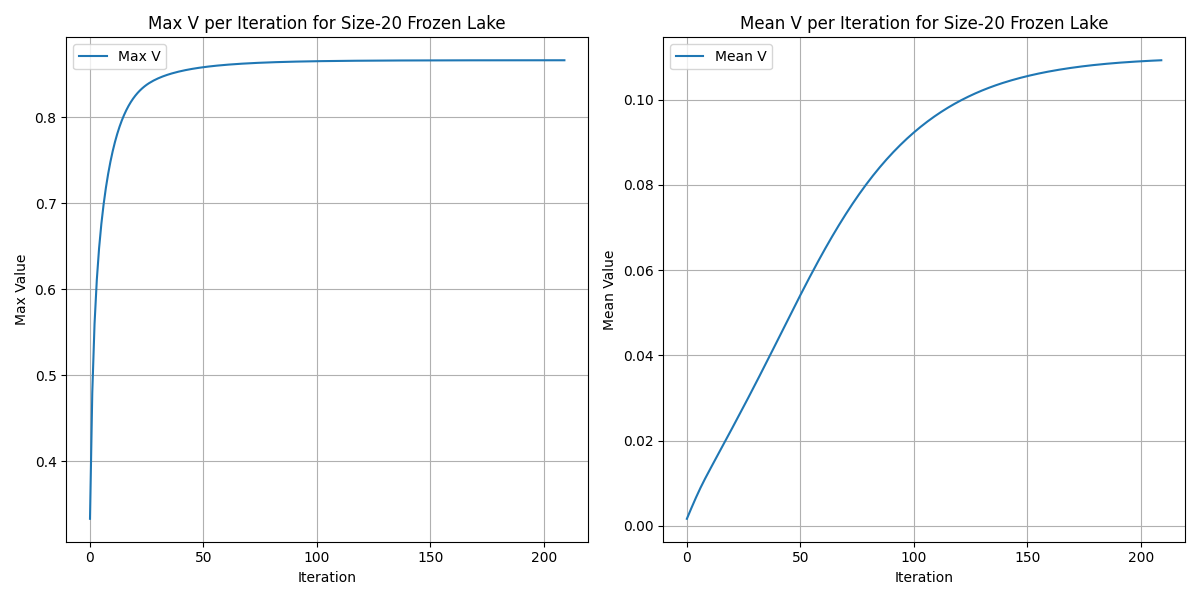 Max V per Iteration for Size-20 Frozen Lake
Max V
0.8
0.7
0.6
0.5
0.4
Max Value
0
50
100
150
200
Iteration
Mean V per Iteration for Size-20 Frozen Lake
Mean V
0.10
0.08
0.06
0.04
0.02
0.00
Mean Value
0
50
100
150
200
Iteration